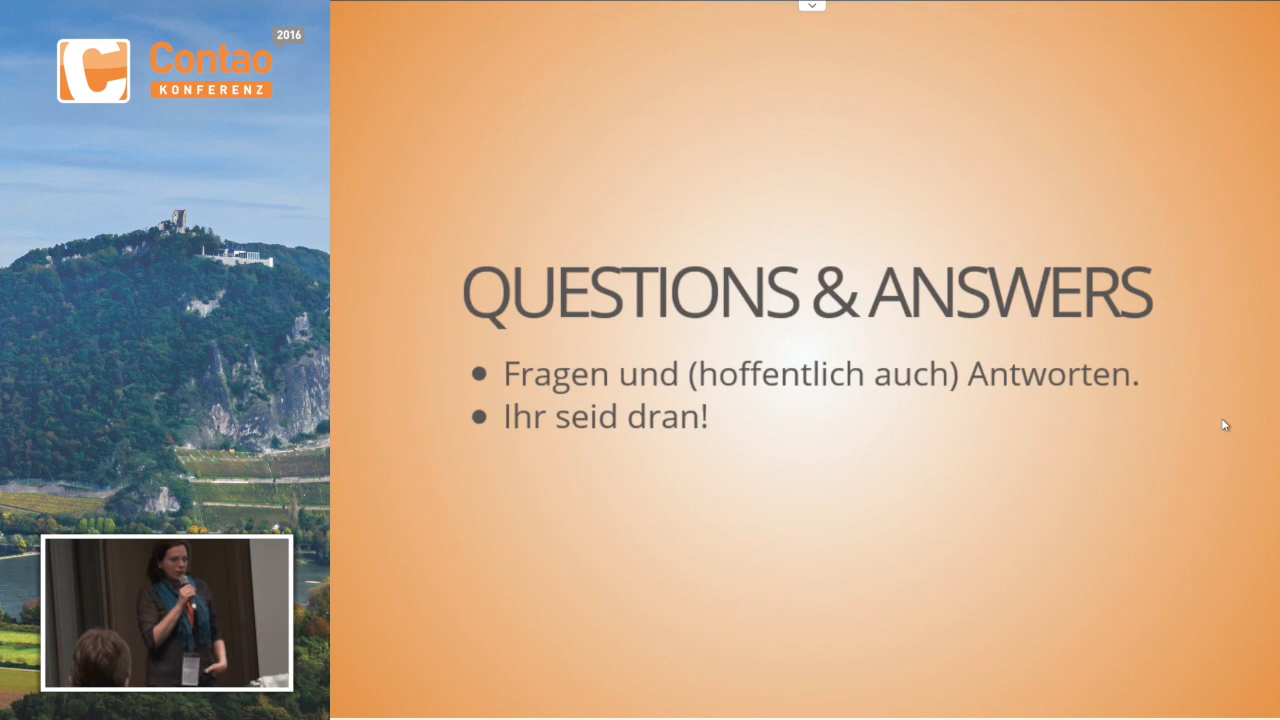 2016
Contao
KONFERENZ
QUESTIONS & ANSWERS
Fragen und (hoffentlich auch) Antworten.
Ihr seid dran!